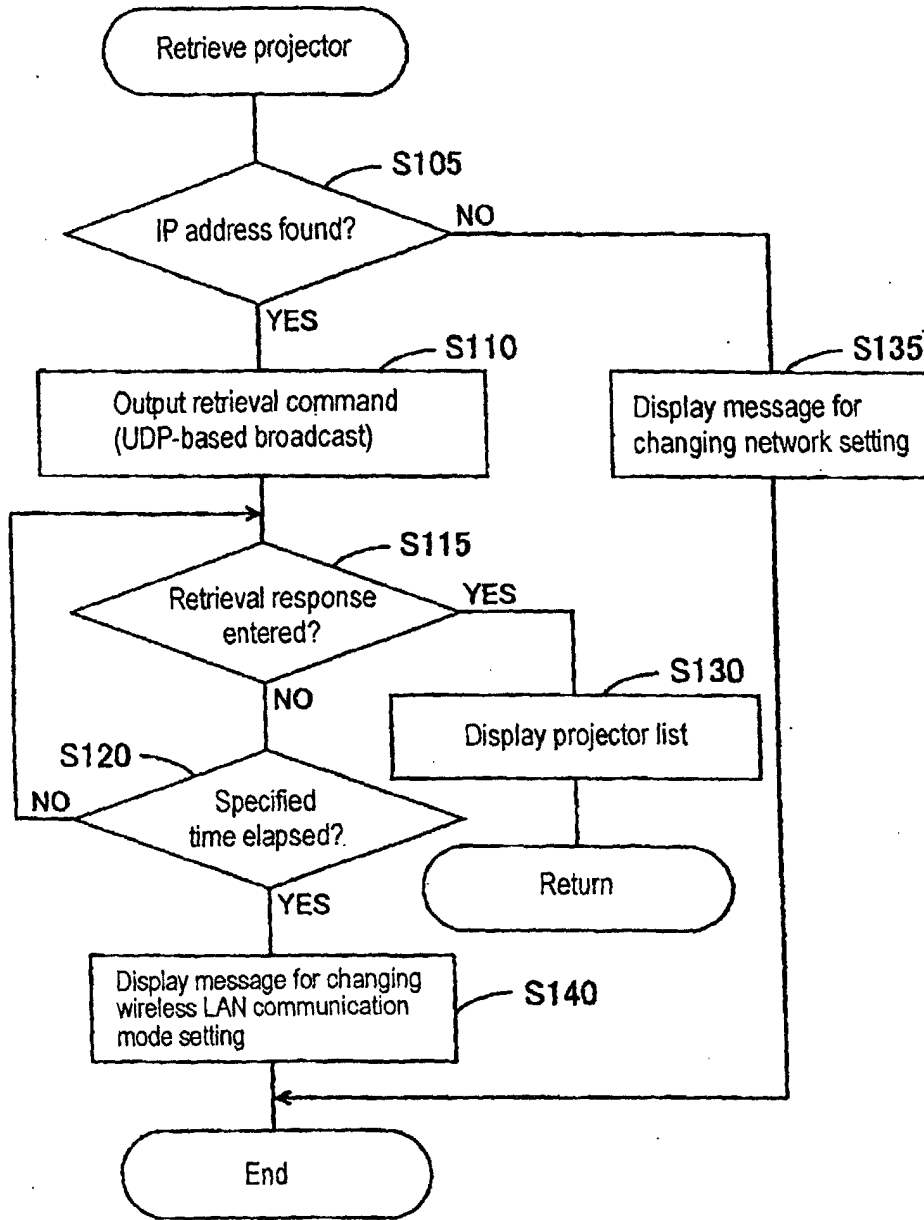 Retrieve projector
S105
IP address found?
NO
YES
S110
S135
Output retrieval command
(UDP-based broadcast)
Display message for
changing network setting
S115
Retrieval response
entered?
YES
NO
S130
Display projector list
S120
NO
Specified
time elapsed?
YES
Return
Display message for changing
wireless LAN communication
mode setting
S140
End